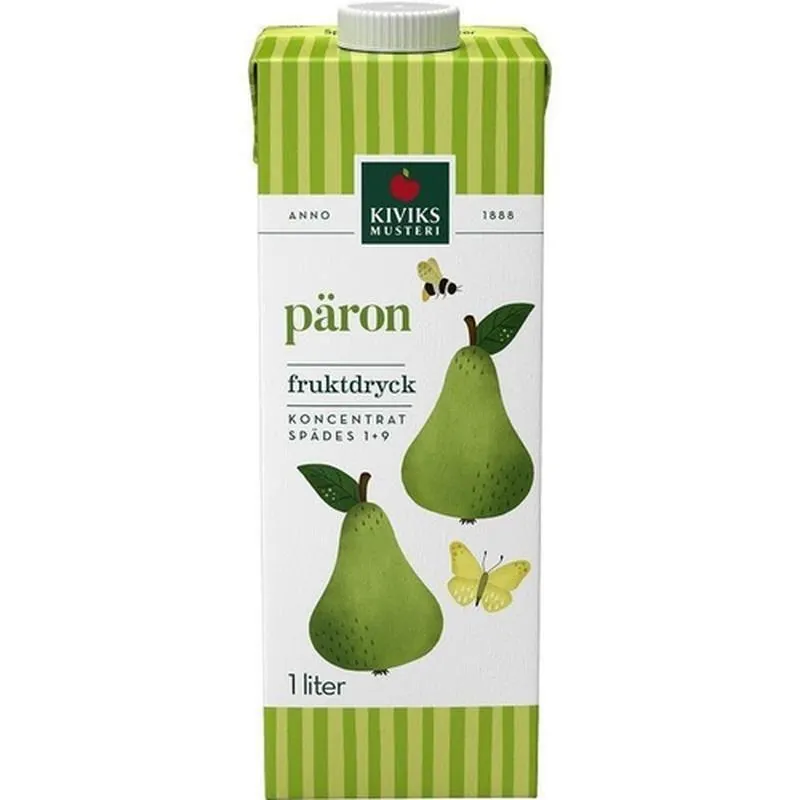 ANNO
KIVIKS
MUSTERI
1888
päron
fruktdryck
KONCENTRAT
SPÄDES 1+9
1 liter